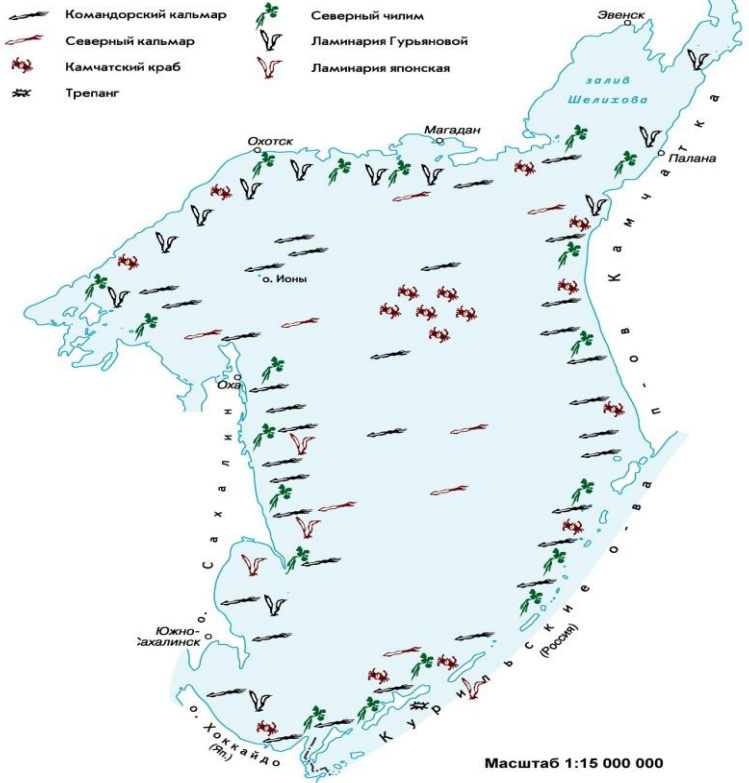 Командорский кальмар
Северный кальмар
Камчатский краб
Трепанг
Северный чилим
Ламинария Гурьяновой
Ламинария японская
Эвенск
залив
Шелихова
Магадан
Охотск
Палана
п-ов Камчатка
о. Ионы
Оха
о. Сахалин
Южно-
Сахалинск
Курильские о-ва
(Россия)
о. Хоккайдо
(Яп.)
Масштаб 1:15 000 000